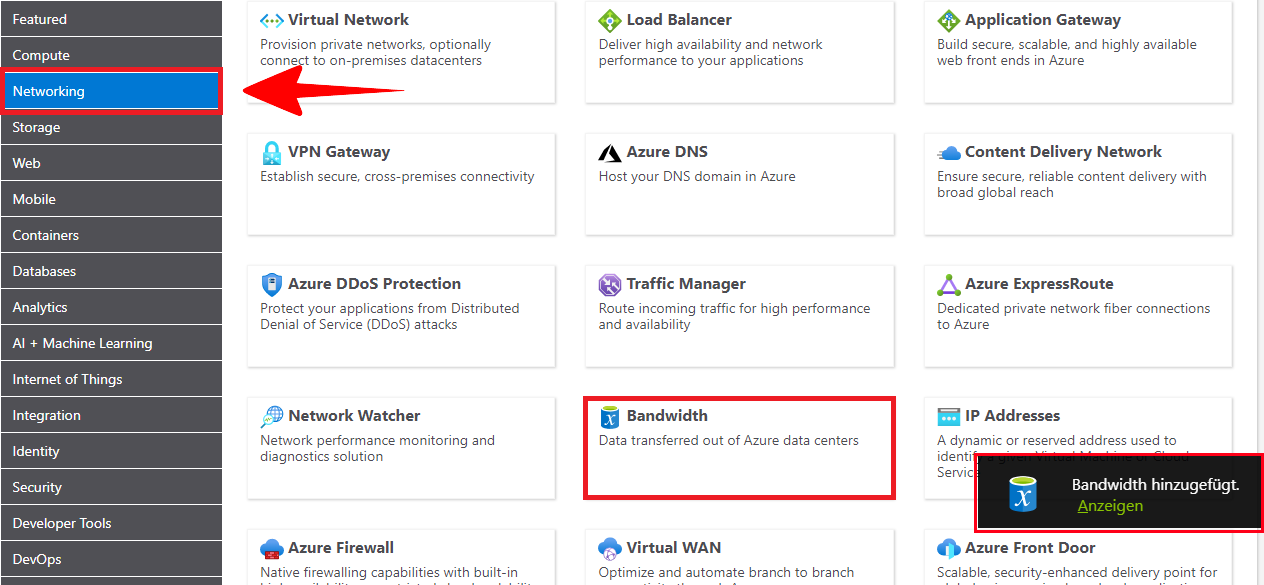 Featured
Compute
Networking
Storage
Web
Mobile
Containers
Databases
Analytics
AI + Machine Learning
Internet of Things
Integration
Identity
Security
Developer Tools
DevOps
Virtual Network
Provision private networks, optionally
connect to on-premises datacenters
Load Balancer
Deliver high availability and network
performance to your applications
Application Gateway
Build secure, scalable, and highly available
web front ends in Azure
VPN Gateway
Establish secure, cross-premises connectivity
Azure DNS
Host your DNS domain in Azure
Content Delivery Network
Ensure secure, reliable content delivery with
broad global reach
Azure DDoS Protection
Protect your applications from Distributed
Denial of Service (DDoS) attacks
Traffic Manager
Route incoming traffic for high performance
and availability
Azure ExpressRoute
Dedicated private network fiber connections
to Azure
Network Watcher
Network performance monitoring and
diagnostics solution
Bandwidth
Data transferred out of Azure data centers
IP Addresses
A dynamic or reserved address used to
identify a given Virtual Machine or Cloud
Service
Bandwidth hinzugefügt.
Anzeigen
Azure Firewall
Native firewalling capabilities with built-in
Virtual WAN
Optimize and automate branch to branch
Azure Front Door
Scalable, security-enhanced delivery point for